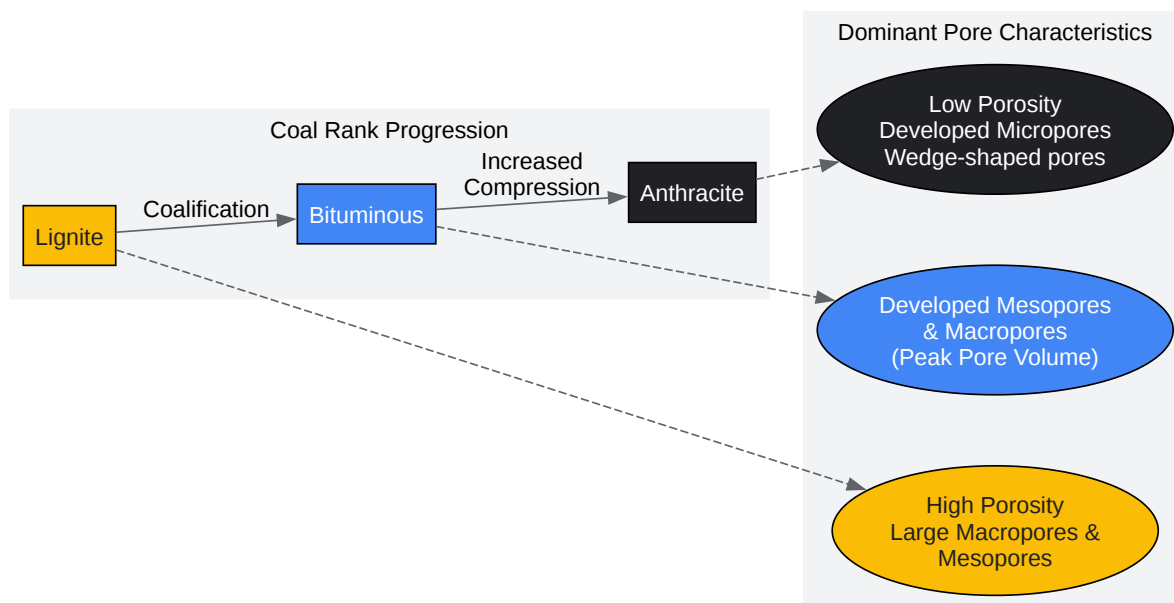 Dominant Pore Characteristics
Low Porosity
Developed Micropores
Wedge-shaped pores
Coal Rank Progression
Increased
Compression
Anthracite
Coalification
Bituminous
Lignite
Developed Mesopores
& Macropores
(Peak Pore Volume)
High Porosity
Large Macropores &
Mesopores